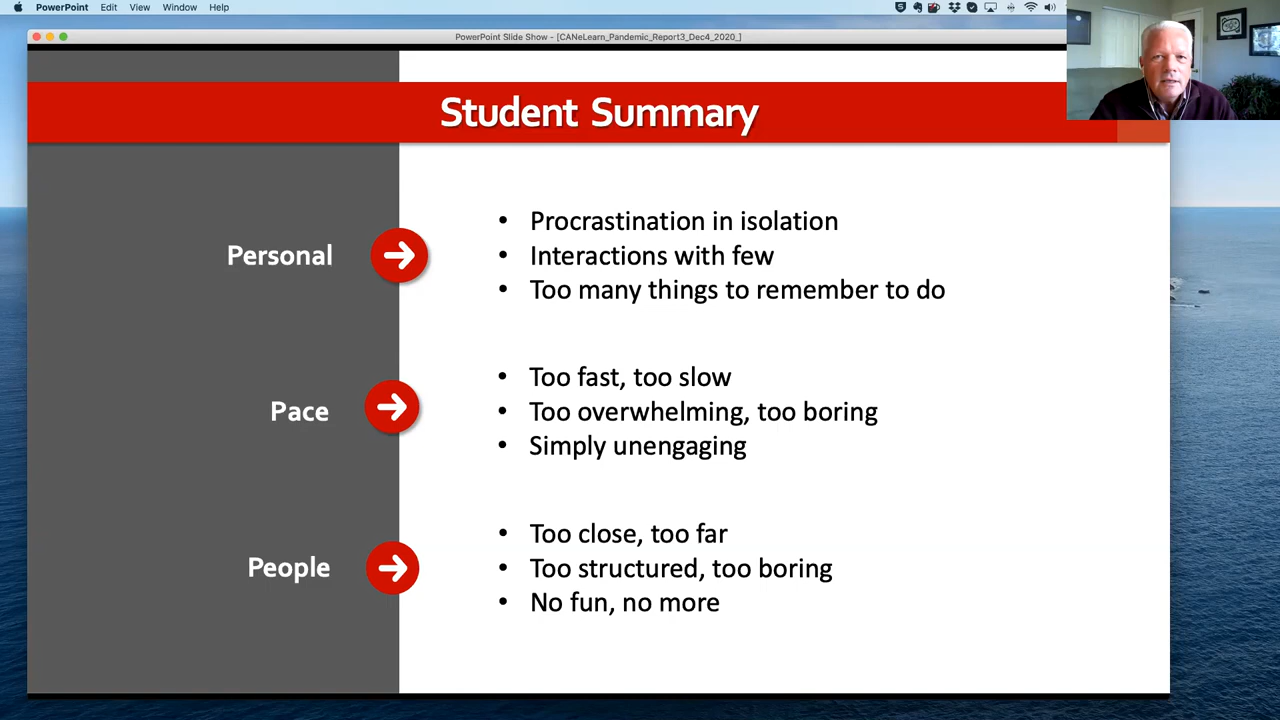 PowerPoint Edit View Window Help
PowerPoint Slide Show - [CANeLearn_Pandemic_Report3_Dec4_2020_]
Student Summary
Personal
• Procrastination in isolation
• Interactions with few
• Too many things to remember to do
Pace
• Too fast, too slow
• Too overwhelming, too boring
• Simply unengaging
People
• Too close, too far
• Too structured, too boring
• No fun, no more